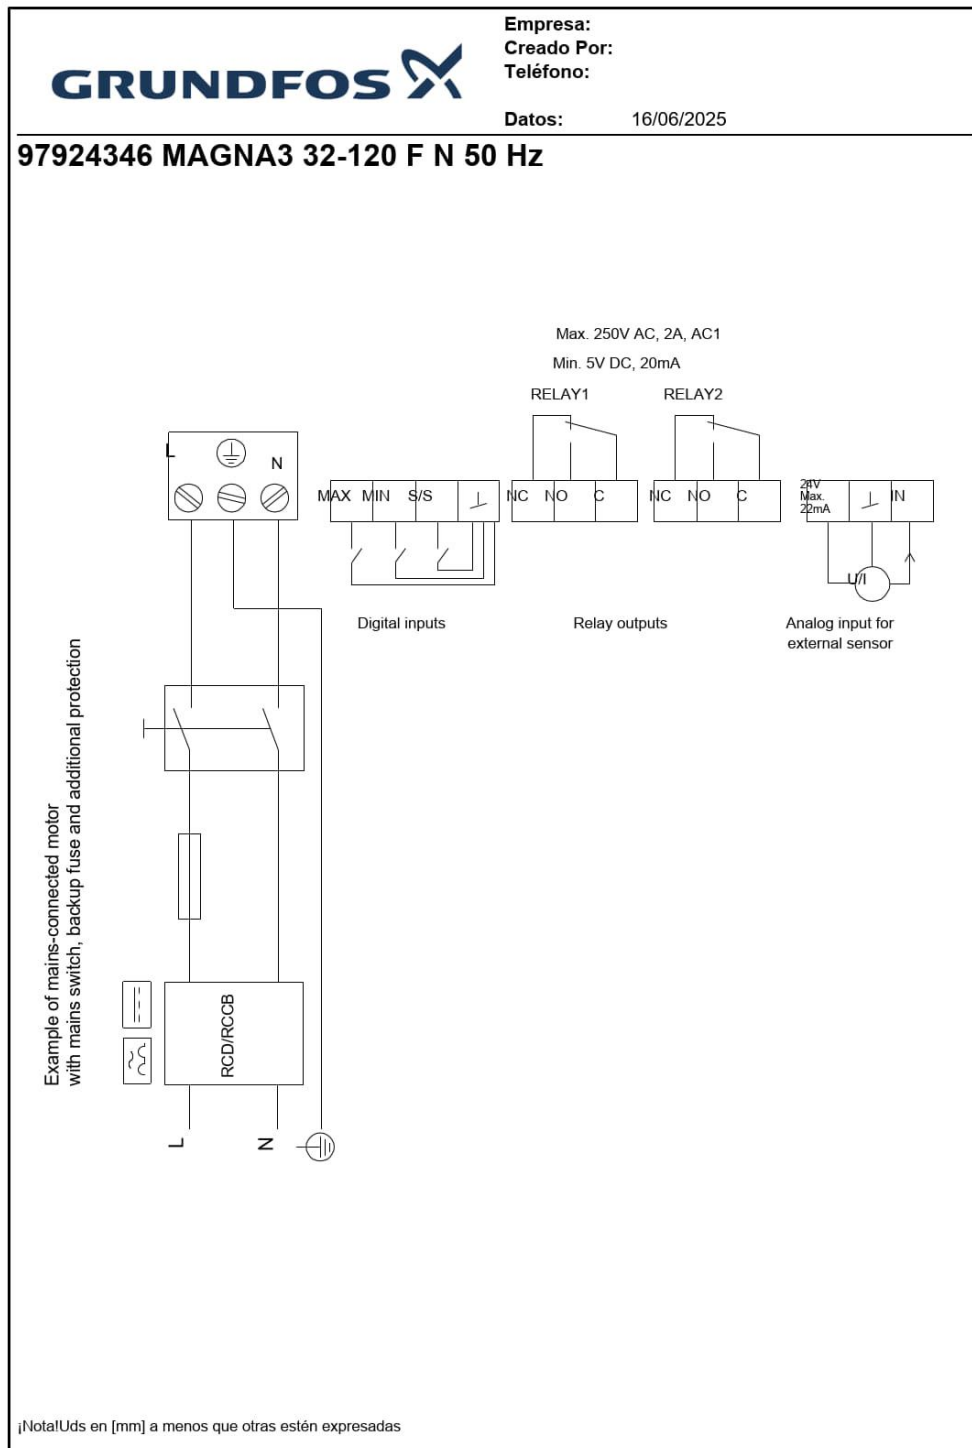 GRUNDFOS
Empresa:
Creado Por:
Teléfono:
Datos: 16/06/2025
97924346 MAGNA3 32-120 F N 50 Hz
Max. 250V AC, 2A, AC1
Min. 5V DC, 20mA
RELAY1 RELAY2
L N
MAX MIN S/S
NC NO C
NC NO C
24V
Max.
22mA
IN
U/I
Digital inputs
Relay outputs
Analog input for
external sensor
Example of mains-connected motor
with mains switch, backup fuse and additional protection
RCD/RCCB
L N
¡Nota!Uds en [mm] a menos que otras estén expresadas